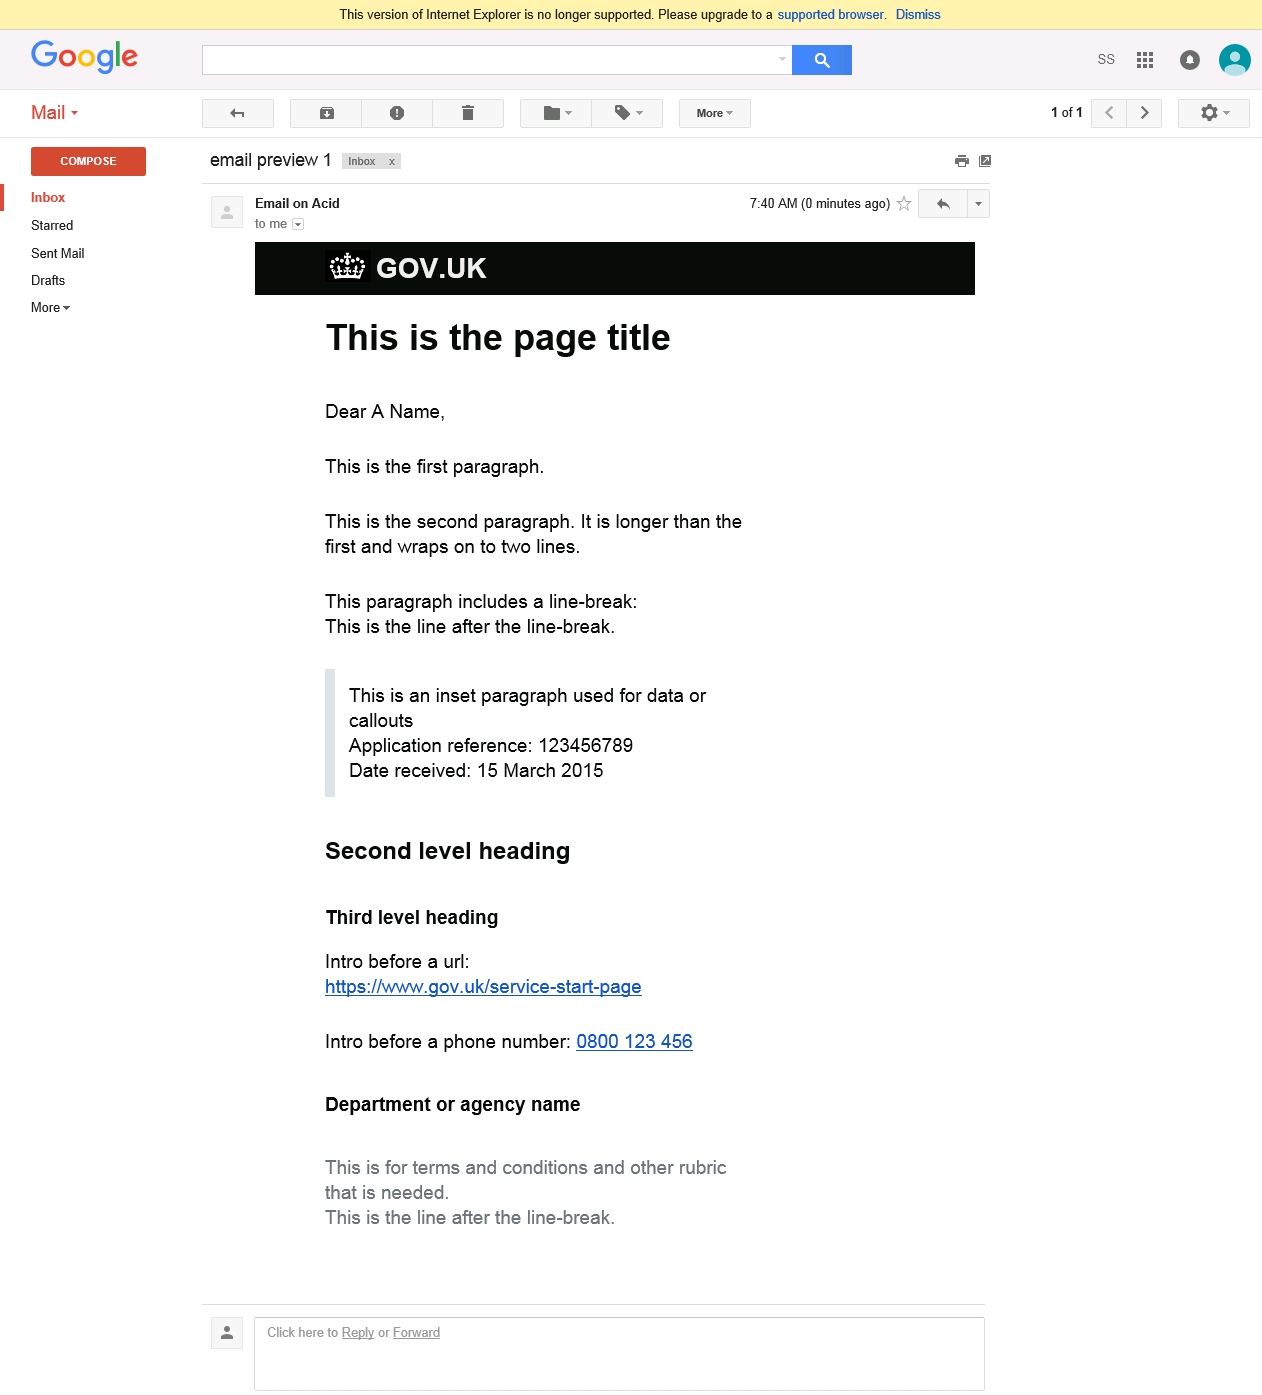 This version of Internet Explorer is no longer supported. Please upgrade to a supported browser. Dismiss
Google
SS
Mail
More
1 of 1
COMPOSE
email preview 1 Inbox x
Inbox
Email on Acid
7:40 AM (0 minutes ago)
Starred
to me
Sent Mail
GOV.UK
Drafts
More
This is the page title
Dear A Name,
This is the first paragraph.
This is the second paragraph. It is longer than the
first and wraps on to two lines.
This paragraph includes a line-break:
This is the line after the line-break.
This is an inset paragraph used for data or
callouts
Application reference: 123456789
Date received: 15 March 2015
Second level heading
Third level heading
Intro before a url:
https://www.gov.uk/service-start-page
Intro before a phone number: 0800 123 456
Department or agency name
This is for terms and conditions and other rubric
that is needed.
This is the line after the line-break.
Click here to Reply or Forward